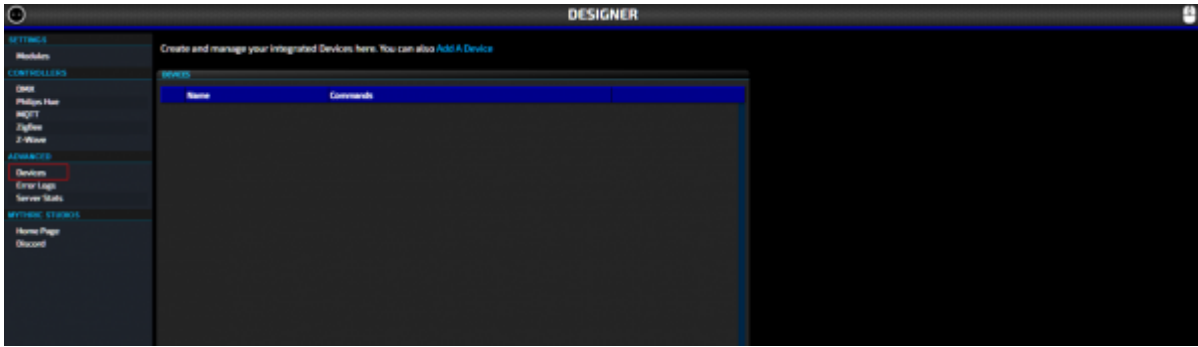 DESIGNER
SETTINGS
Modules
CONTROLLERS
DMX
Philips Hue
MQTT
ZigBee
Z-Wave
ADVANCED
Devices
Error Logs
Server Stats
MYTHRIC STUDIOS
Home Page
Discord
Create and manage your Integrated Devices here. You can also Add A Device
DEVICES
Name Commands